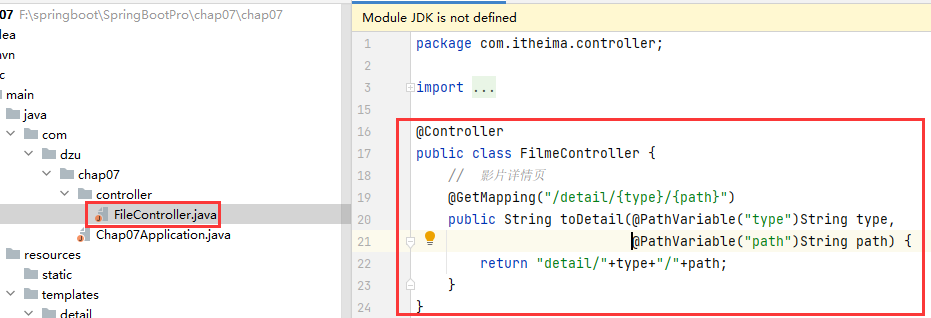 07 F:\springboot\SpringBootPro\chap07\chap07
dea
vn
c
main
java
com
dzu
chap07
controller
FileController.java
Chap07Application.java
resources
static
templates
detail
Module JDK is not defined
1 package com.itheima.controller;
2
3 import ...
15
16 @Controller
17 public class FilmeController {
18 // 影片详情页
19 @GetMapping("/detail/{type}/{path}")
20 public String toDetail(@PathVariable("type")String type,
21 @PathVariable("path")String path) {
22 return "detail/"+type+"/"+path;
23 }
24 }